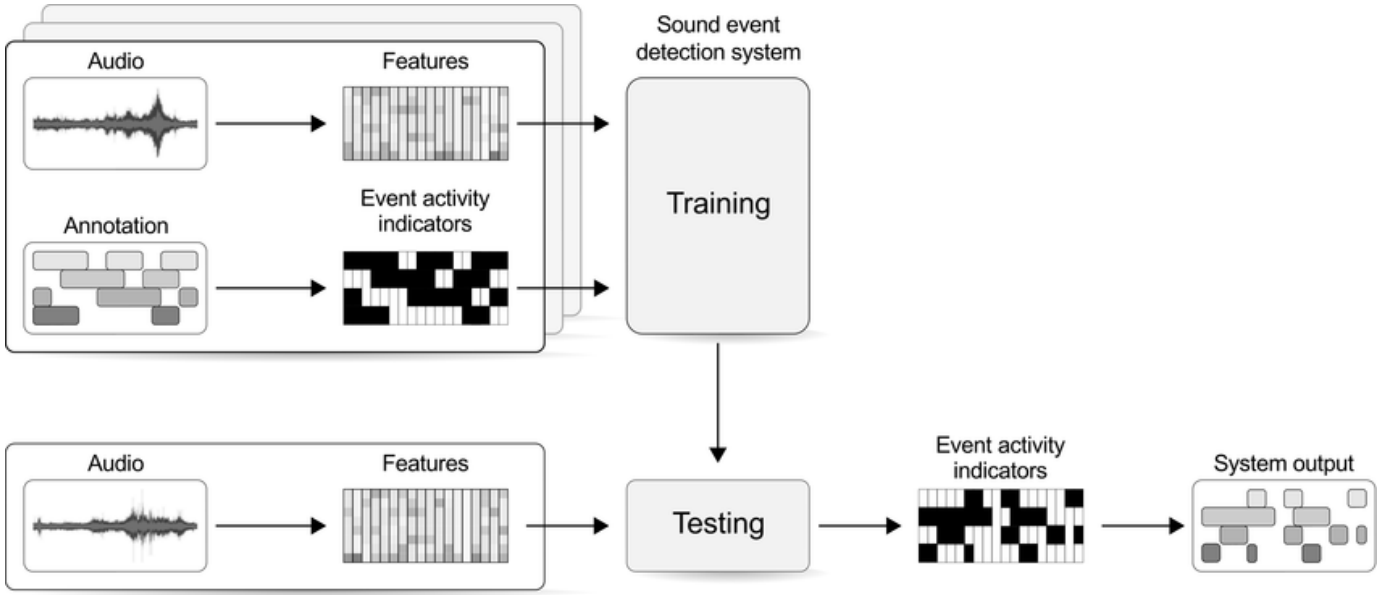 Audio
Features
Sound event
detection system
Training
Annotation
Event activity
indicators
Audio
Features
Testing
Event activity
indicators
System output